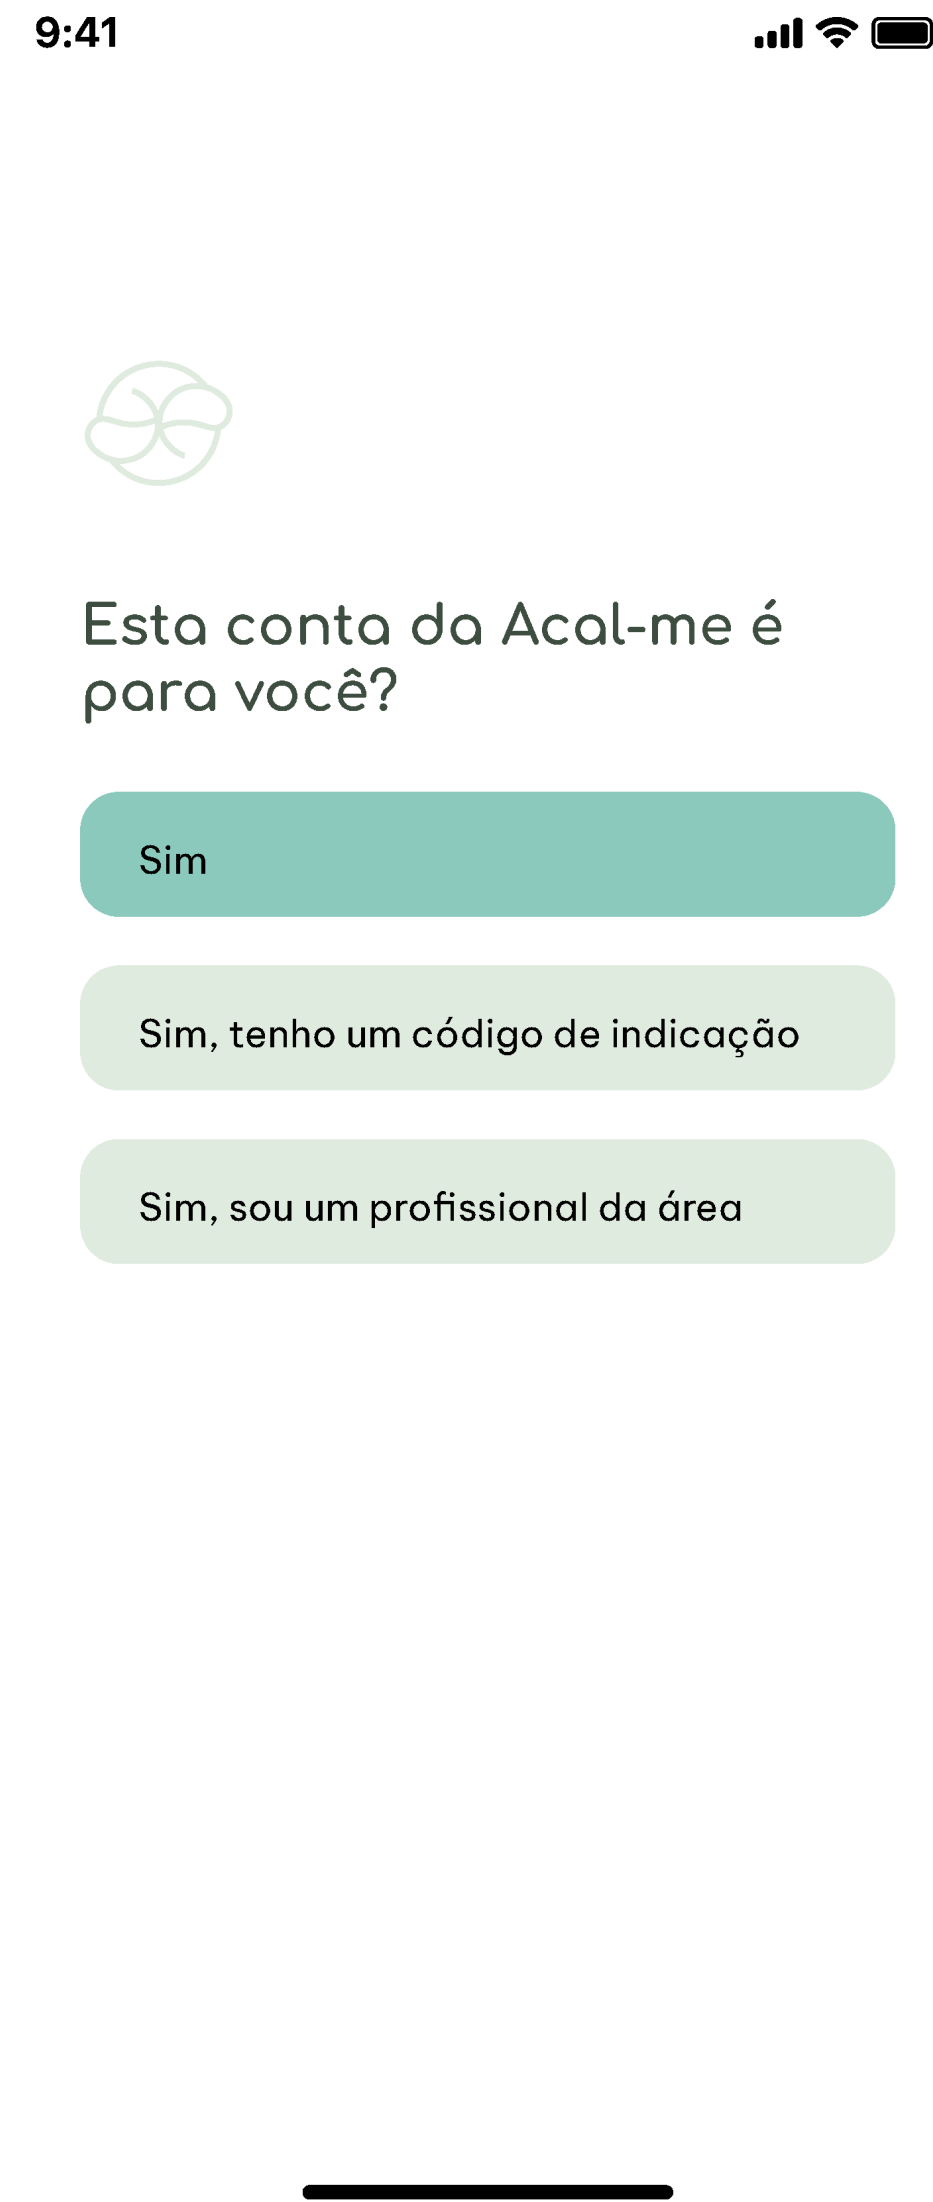 9:41
Esta conta da Acal-me é
para você?
Sim
Sim, tenho um código de indicação
Sim, sou um profissional da área